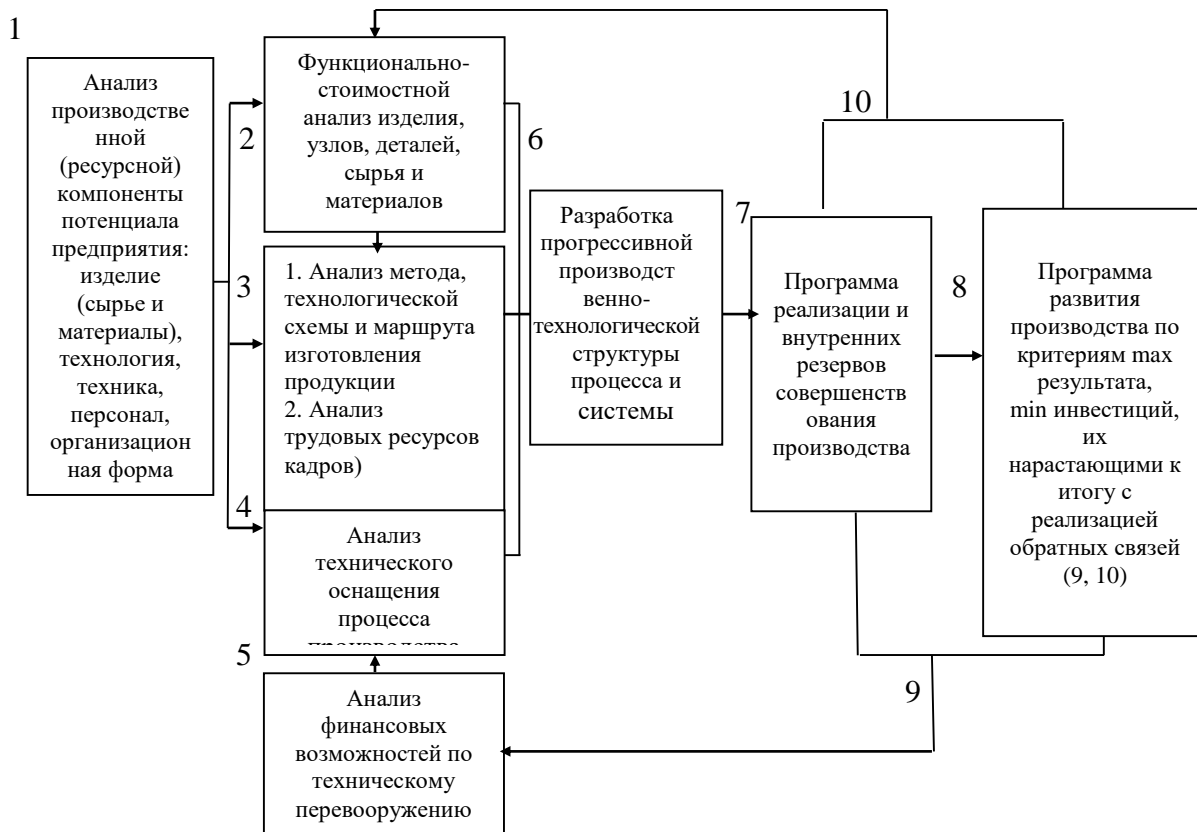 1
Анализ
производстве
нной
(ресурсной)
компоненты
потенциала
предприятия:
изделие
(сырье и
материалы),
технология,
техника,
персонал,
организацион
ная форма
2
Функционально-
стоимостной
анализ изделия,
узлов, деталей,
сырья и
материалов
3
1. Анализ метода,
технологической
схемы и маршрута
изготовления
продукции
2. Анализ
трудовых ресурсов
кадров)
4
Анализ
технического
оснащения
процесса
производства
5
Анализ
финансовых
возможностей по
техническому
перевооружению
6
Разработка
прогрессивной
производст
венно-
технологической
структуры
процесса и
системы
7
Программа
реализации и
внутренних
резервов
совершенств
ования
производства
8
Программа
развития
производства по
критериям max
результата,
min инвестиций,
их
нарастающими к
итогу с
реализацией
обратных связей
(9, 10)
9
10